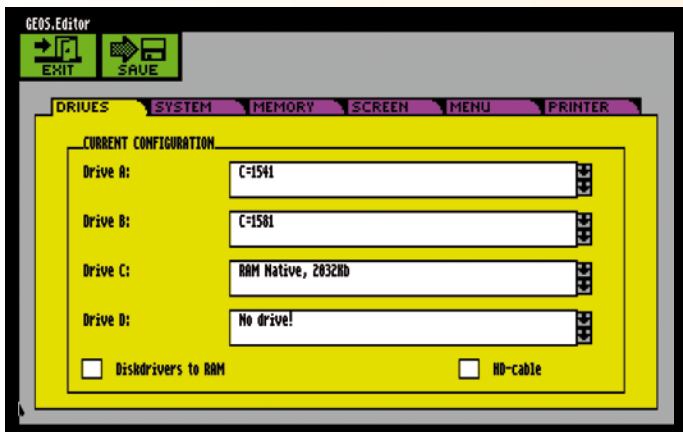 GEOS.Editor
EXIT SAVE
DRIVES SYSTEM MEMORY SCREEN MENU PRINTER
CURRENT CONFIGURATION
Drive A: C=1541
Drive B: C=1581
Drive C: RAM Native, 2032Kb
Drive D: No drive!
Diskdrivers to RAM HD-cable